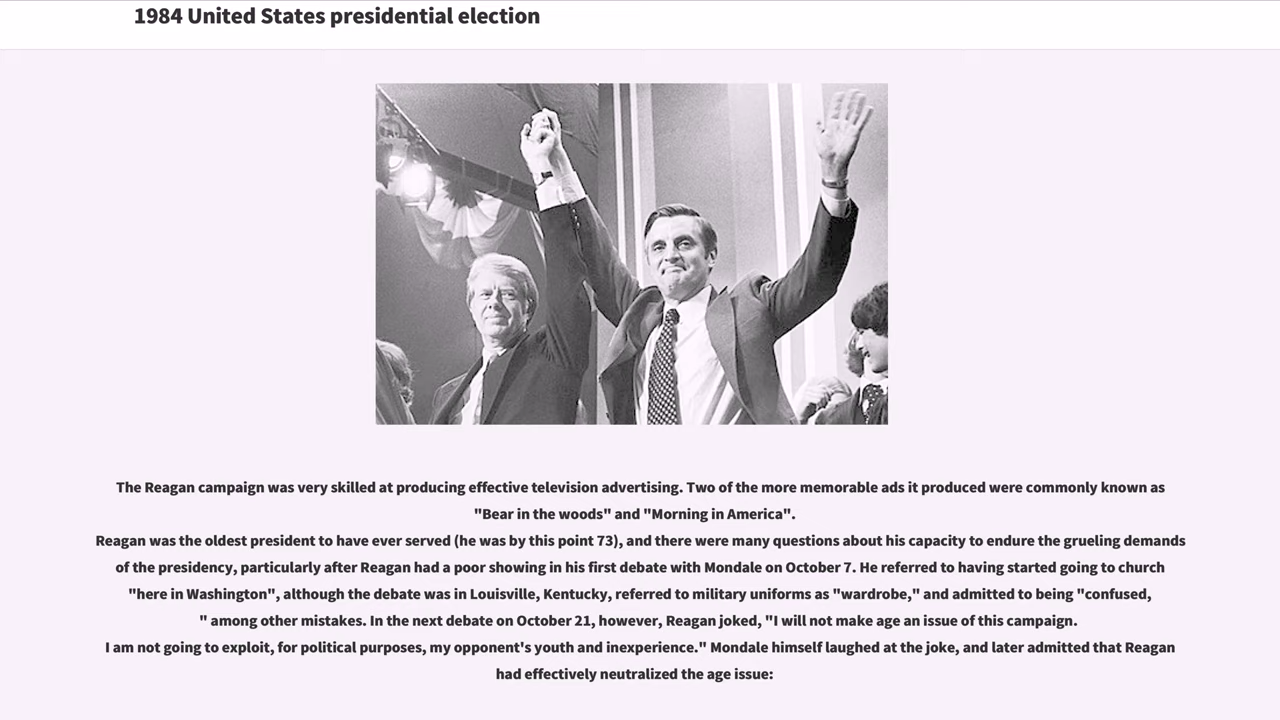 1984 United States presidential election
The Reagan campaign was very skilled at producing effective television advertising. Two of the more memorable ads it produced were commonly known as
"Bear in the woods" and "Morning in America".
Reagan was the oldest president to have ever served (he was by this point 73), and there were many questions about his capacity to endure the grueling demands
of the presidency, particularly after Reagan had a poor showing in his first debate with Mondale on October 7. He referred to having started going to church
"here in Washington", although the debate was in Louisville, Kentucky, referred to military uniforms as "wardrobe," and admitted to being "confused,
" among other mistakes. In the next debate on October 21, however, Reagan joked, "I will not make age an issue of this campaign.
I am not going to exploit, for political purposes, my opponent's youth and inexperience." Mondale himself laughed at the joke, and later admitted that Reagan
had effectively neutralized the age issue: